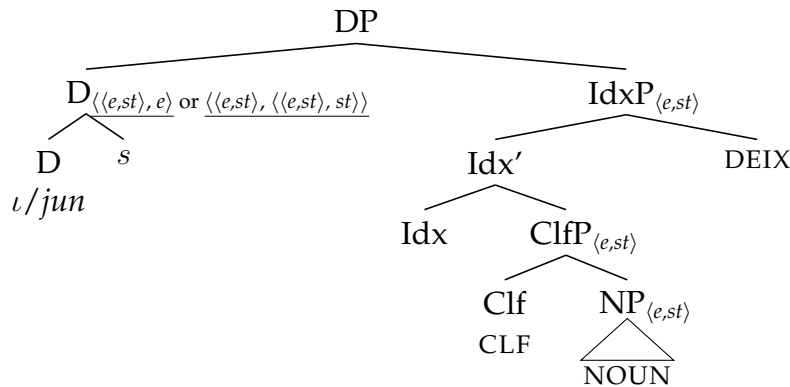 DP
D⟨⟨e,st⟩, e⟩ or ⟨⟨e,st⟩, ⟨⟨e,st⟩, st⟩⟩ IdxP⟨e,st⟩
D s Idx' DEIX
ι/jun
Idx ClfP⟨e,st⟩
Clf NP⟨e,st⟩
CLF
NOUN